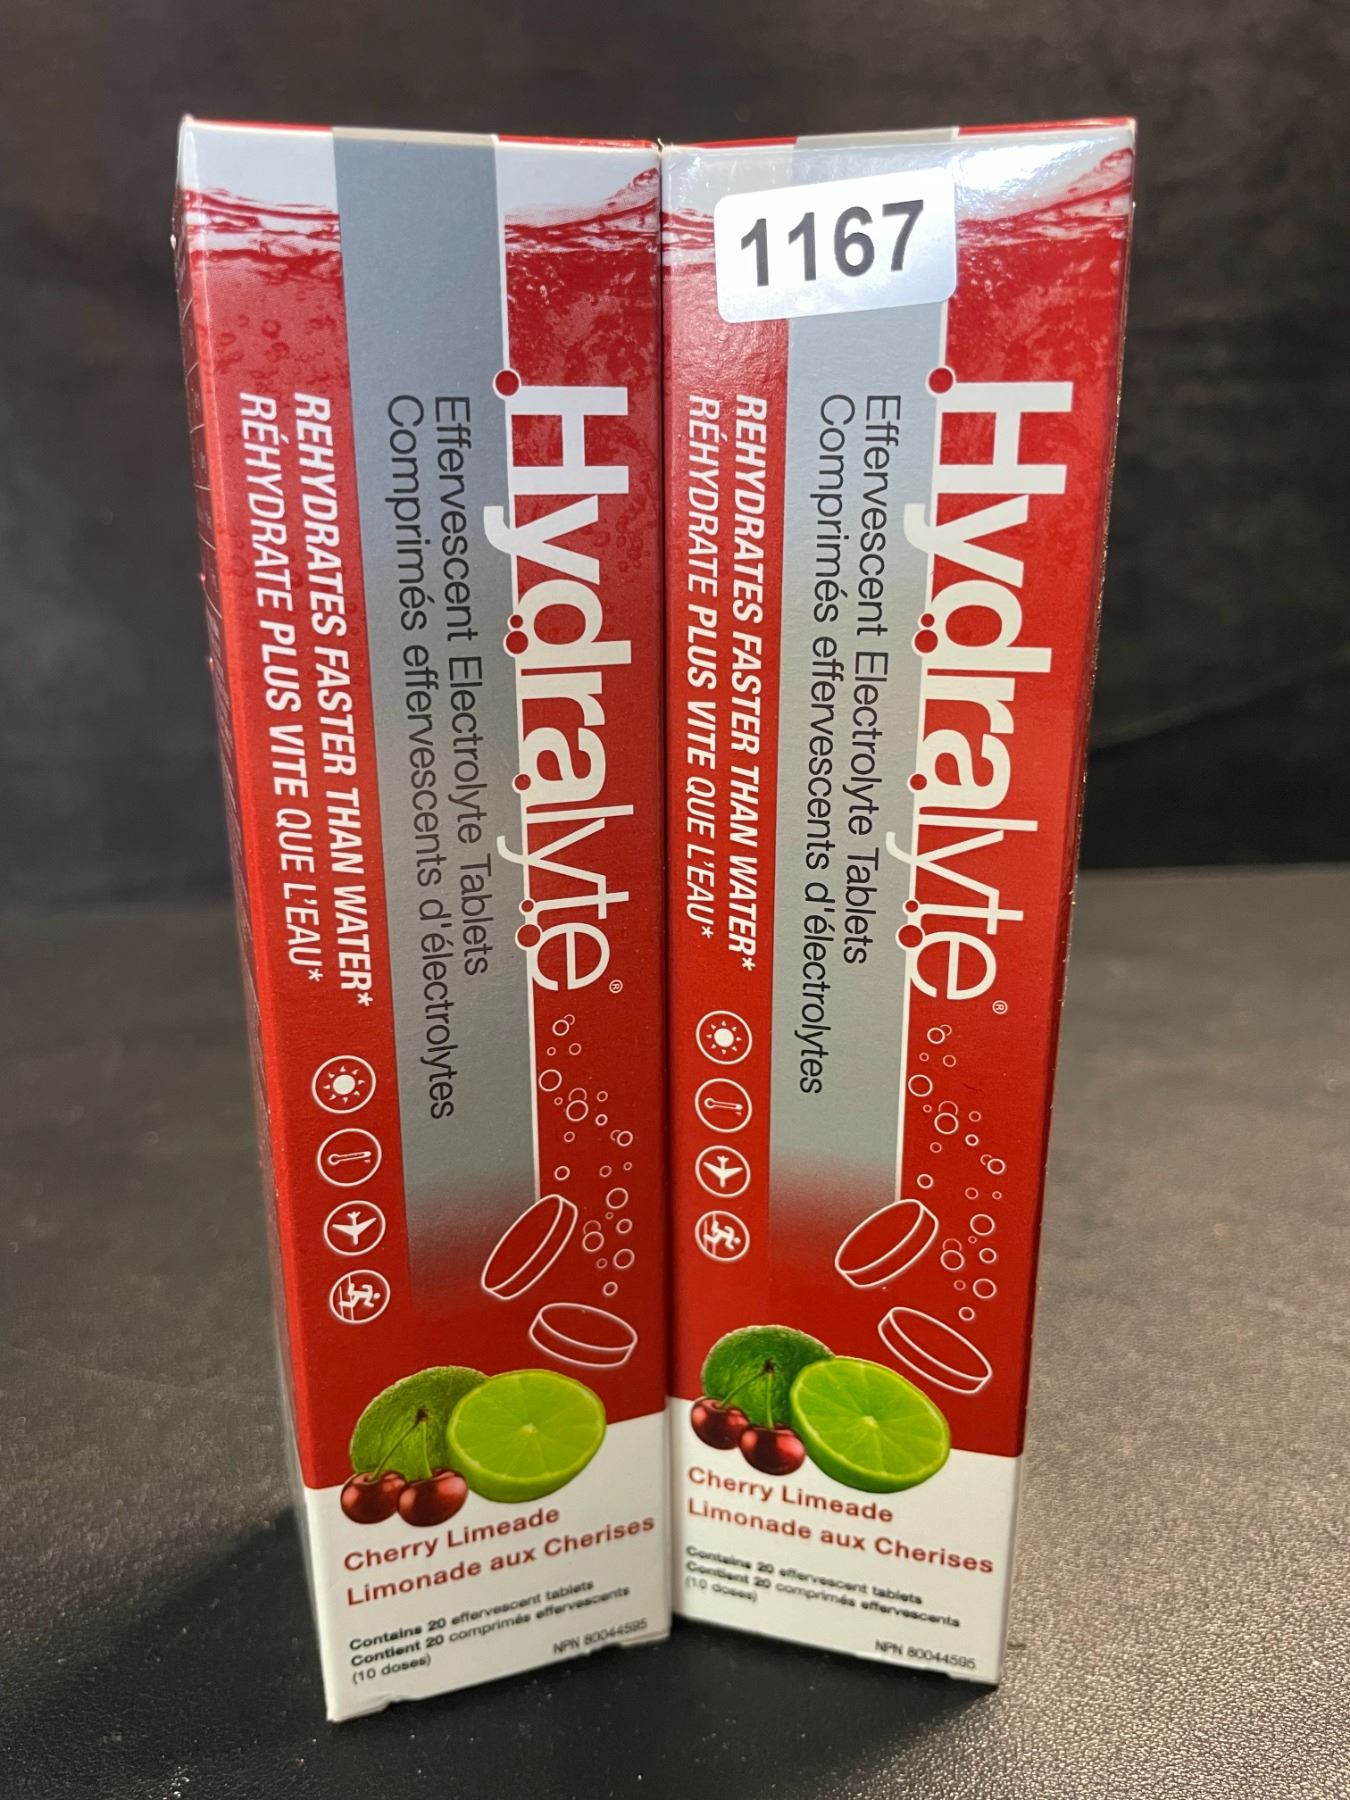 Hydralyte®
Effervescent Electrolyte Tablets
Comprimés effervescents d'électrolytes
REHYDRATES FASTER THAN WATER*
RÉHYDRATE PLUS VITE QUE L'EAU*
Cherry Limeade
Limonade aux Cherises
Contains 20 effervescent tablets
Contient 20 comprimés effervescents
(10 doses)
NPN 80044595
1167
Hydralyte®
Effervescent Electrolyte Tablets
Comprimés effervescents d'électrolytes
REHYDRATES FASTER THAN WATER*
RÉHYDRATE PLUS VITE QUE L'EAU*
Cherry Limeade
Limonade aux Cherises
Contains 20 effervescent tablets
Contient 20 comprimés effervescents
(10 doses)
NPN 80044595